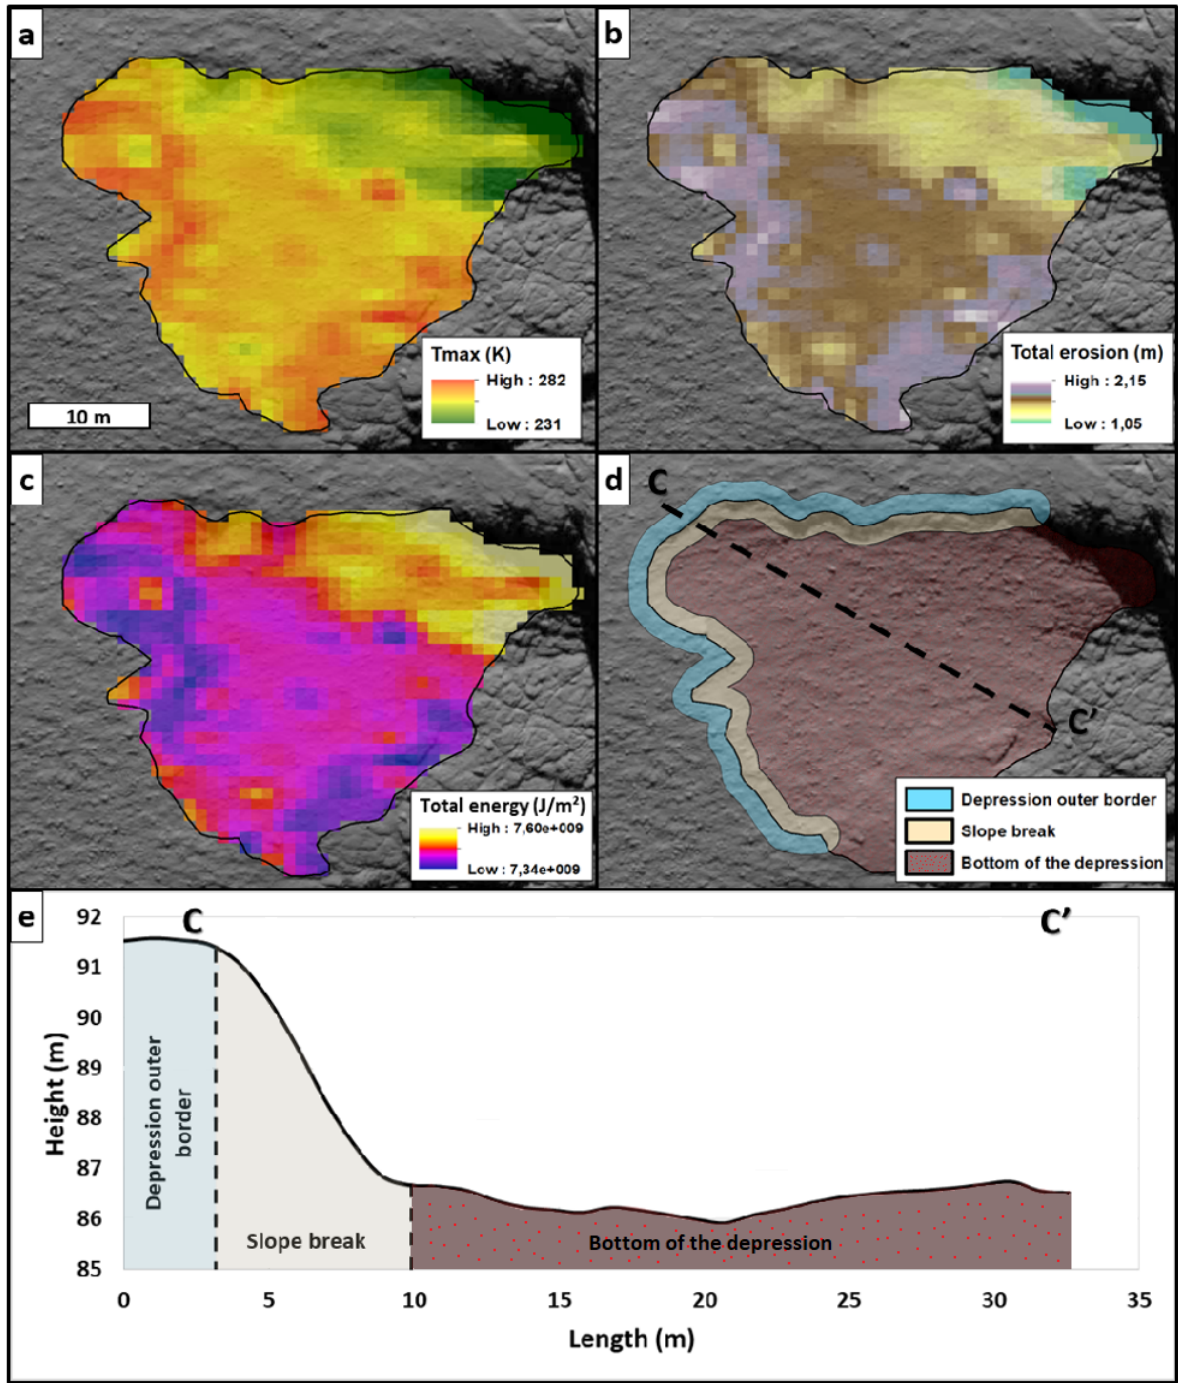 a
Tmax (K)
High : 282
Low : 231
10 m
b
Total erosion (m)
High : 2,15
Low : 1,05
c
Total energy (J/m²)
High : 7,60e+009
Low : 7,34e+009
d
C
C'
Depression outer border
Slope break
Bottom of the depression
e
C
C'
92
91
90
89
88
87
86
85
Height (m)
Depression outer
border
Slope break
Bottom of the depression
0
5
10
15
20
25
30
35
Length (m)